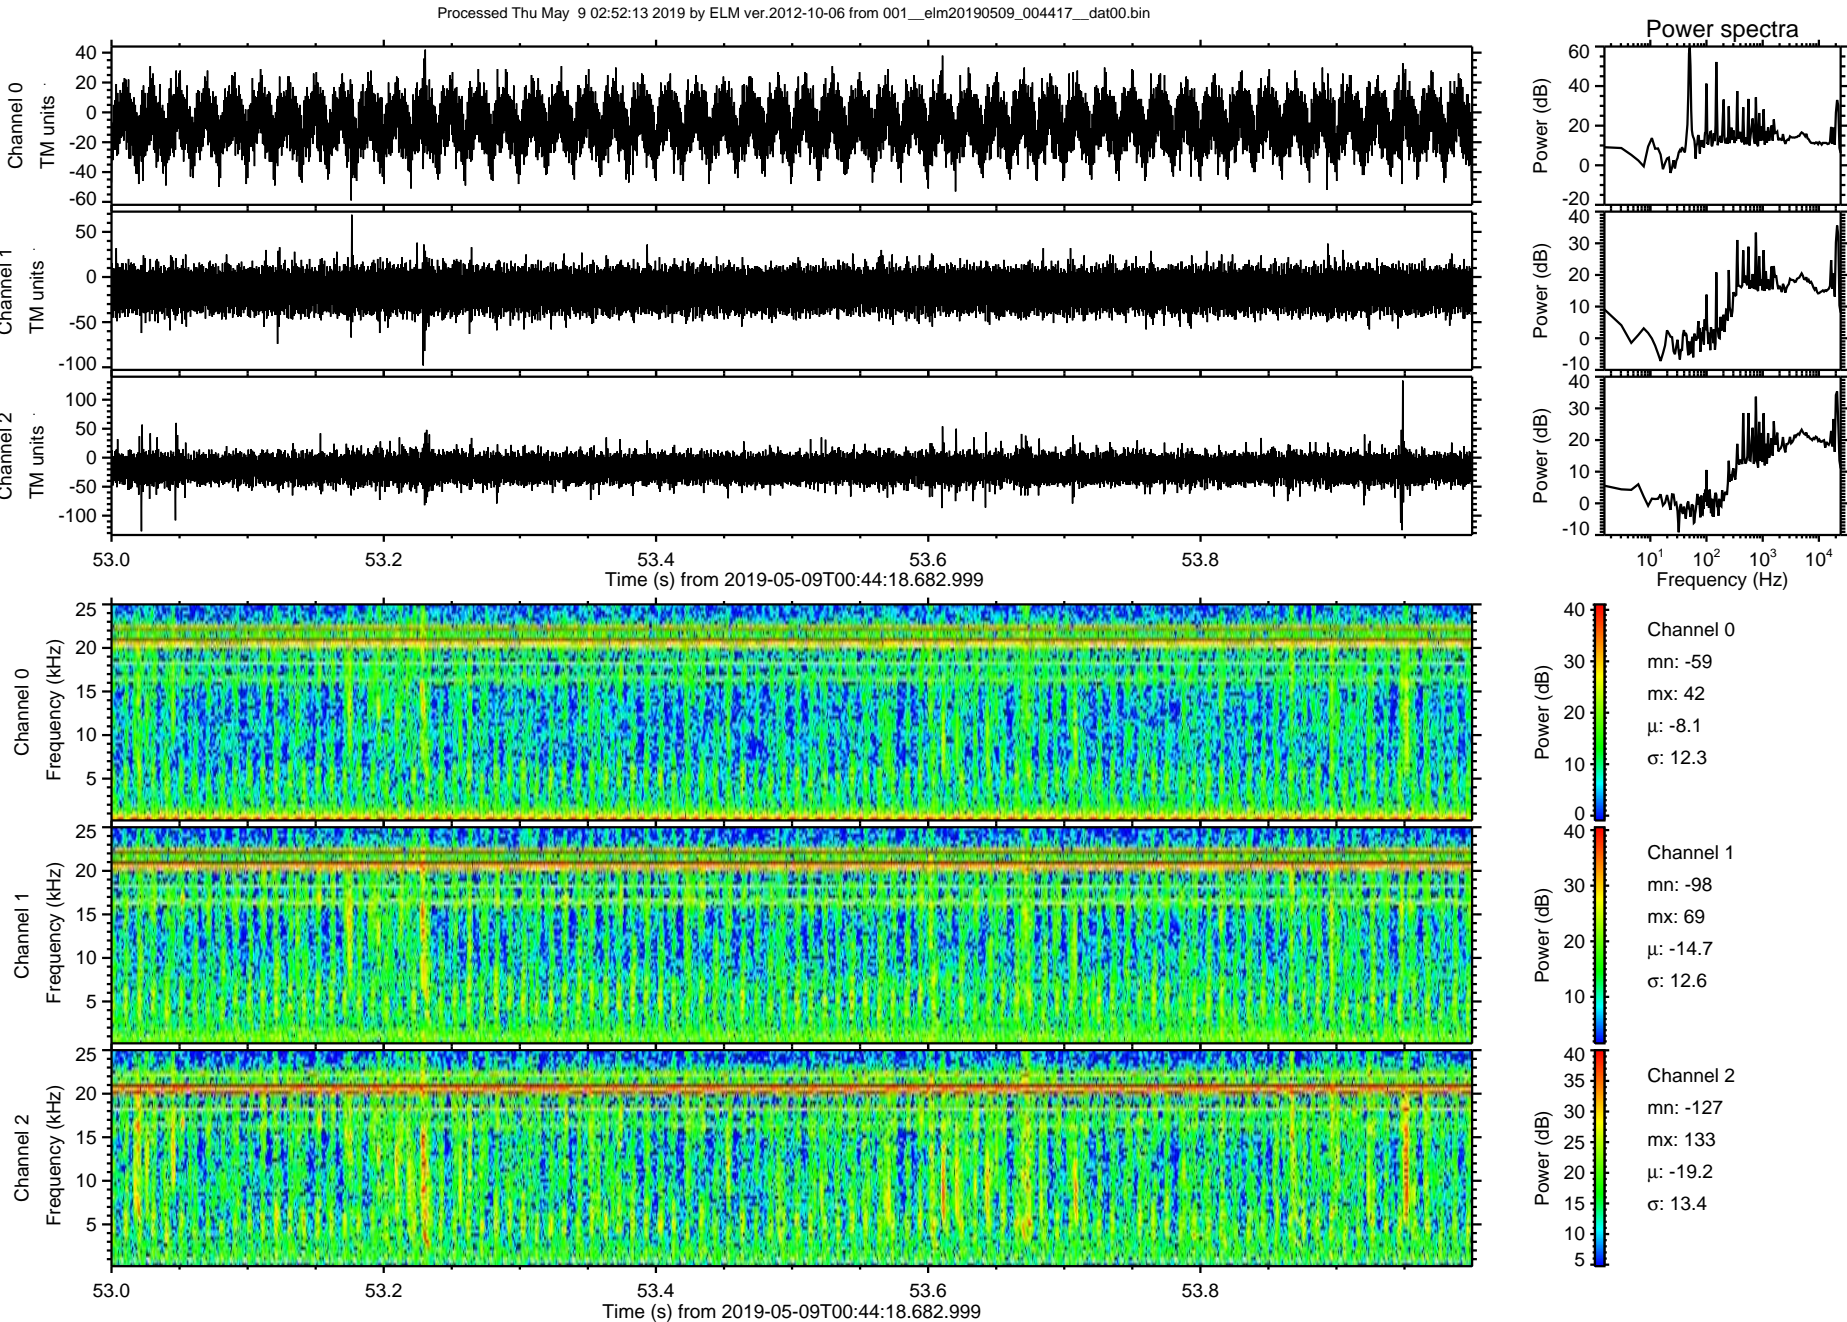 Processed Thu May  9 02:52:13 2019 by ELM ver.2012-10-06 from 001__elm20190509_004417__dat00.bin
Power spectra
Channel 0
TM units
40
20
0
-20
-40
-60
Power (dB)
60
40
20
0
-20
Channel 1
TM units
50
0
-50
-100
Power (dB)
40
30
20
10
0
-10
Channel 2
TM units
100
50
0
-50
-100
Power (dB)
40
30
20
10
0
-10
53.0 53.2 53.4 53.6 53.8
Time (s) from 2019-05-09T00:44:18.682.999
10^1 10^2 10^3 10^4
Frequency (Hz)
Channel 0
Frequency (kHz)
25
20
15
10
5
Power (dB)
40
30
20
10
0
Channel 0
mn: -59
mx: 42
μ: -8.1
σ: 12.3
Channel 1
Frequency (kHz)
25
20
15
10
5
Power (dB)
40
30
20
10
Channel 1
mn: -98
mx: 69
μ: -14.7
σ: 12.6
Channel 2
Frequency (kHz)
25
20
15
10
5
Power (dB)
40
35
30
25
20
15
10
5
Channel 2
mn: -127
mx: 133
μ: -19.2
σ: 13.4
53.0 53.2 53.4 53.6 53.8
Time (s) from 2019-05-09T00:44:18.682.999